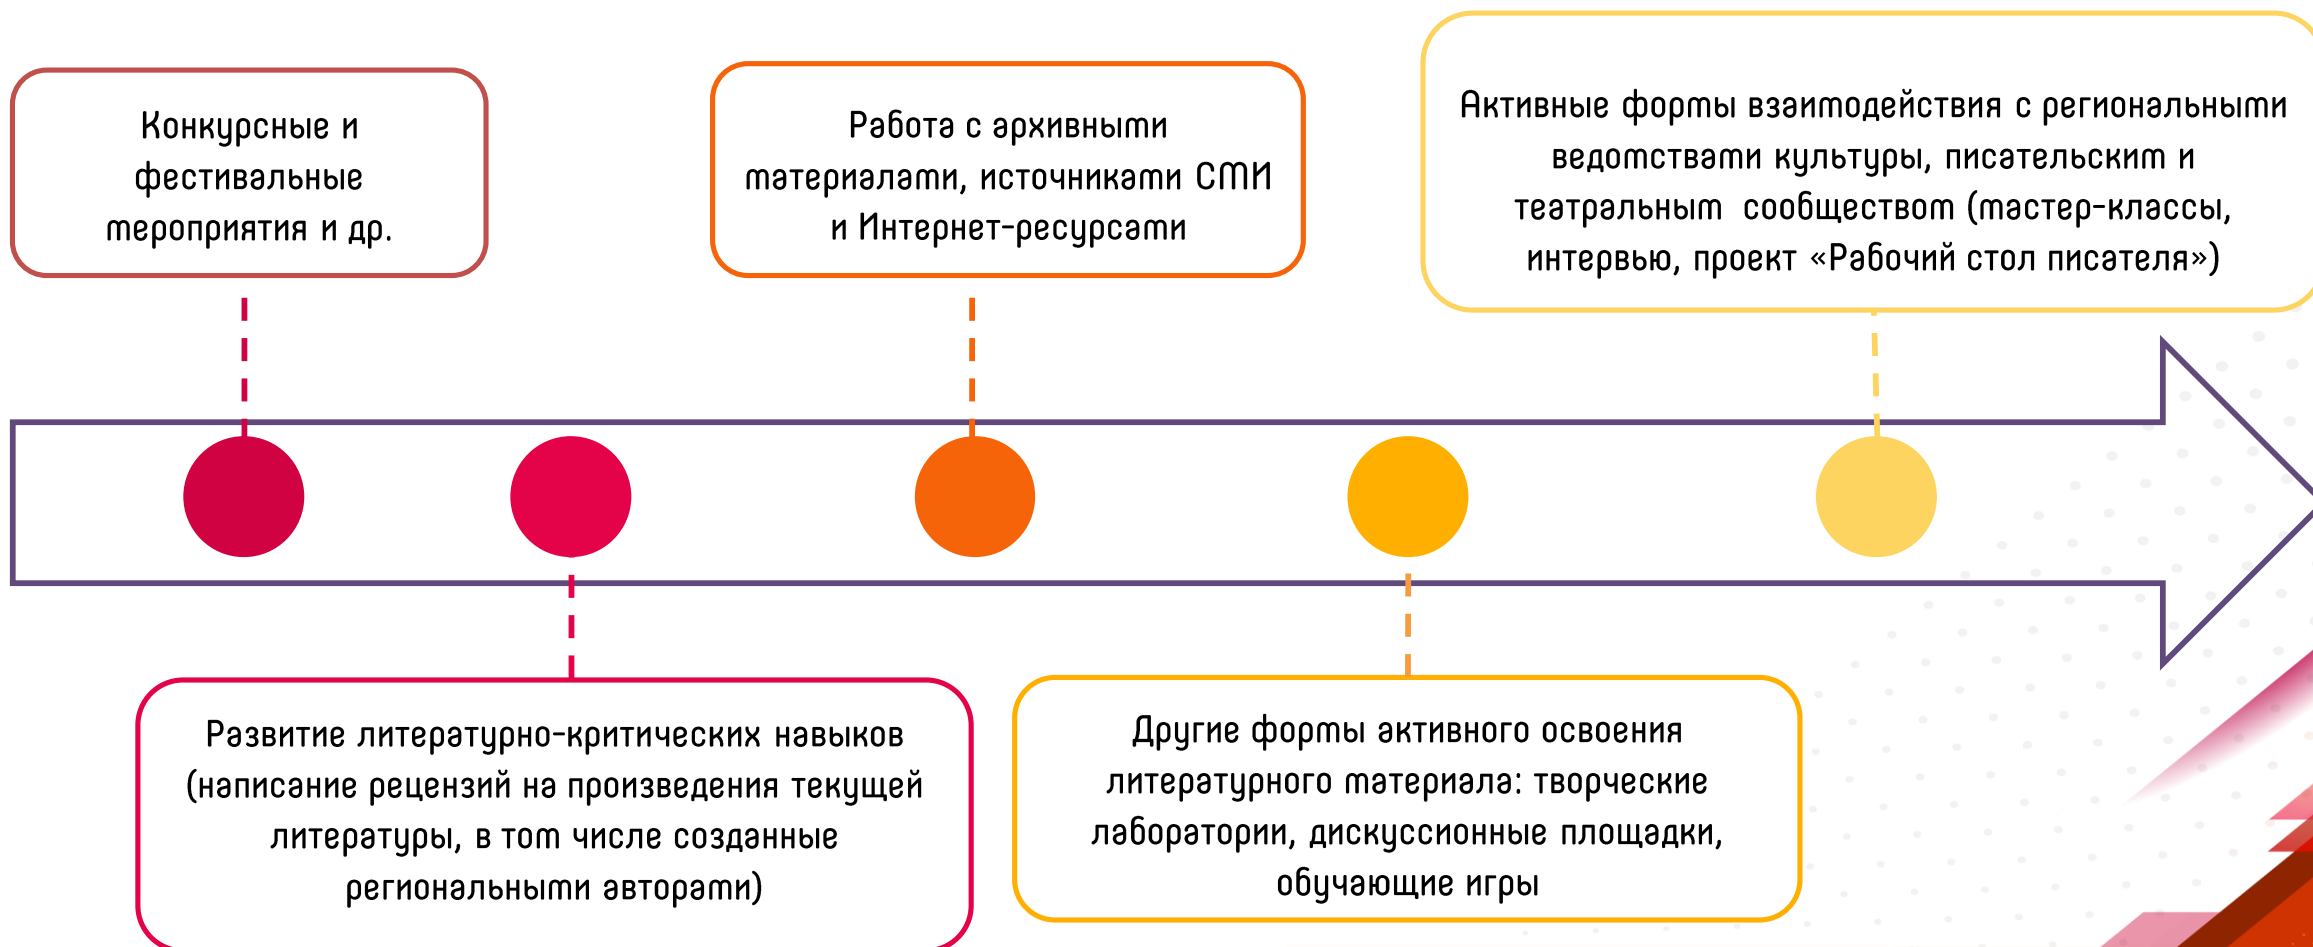 Конкурсные и
фестивальные
мероприятия и др.
Работа с архивными
материалами, источниками СМИ
и Интернет-ресурсами
Активные формы взаимодействия с региональными
ведомствами культуры, писательским и
театральным сообществом (мастер-классы,
интервью, проект «Рабочий стол писателя»)
Развитие литературно-критических навыков
(написание рецензий на произведения текущей
литературы, в том числе созданные
региональными авторами)
Другие формы активного освоения
литературного материала: творческие
лаборатории, дискуссионные площадки,
обучающие игры